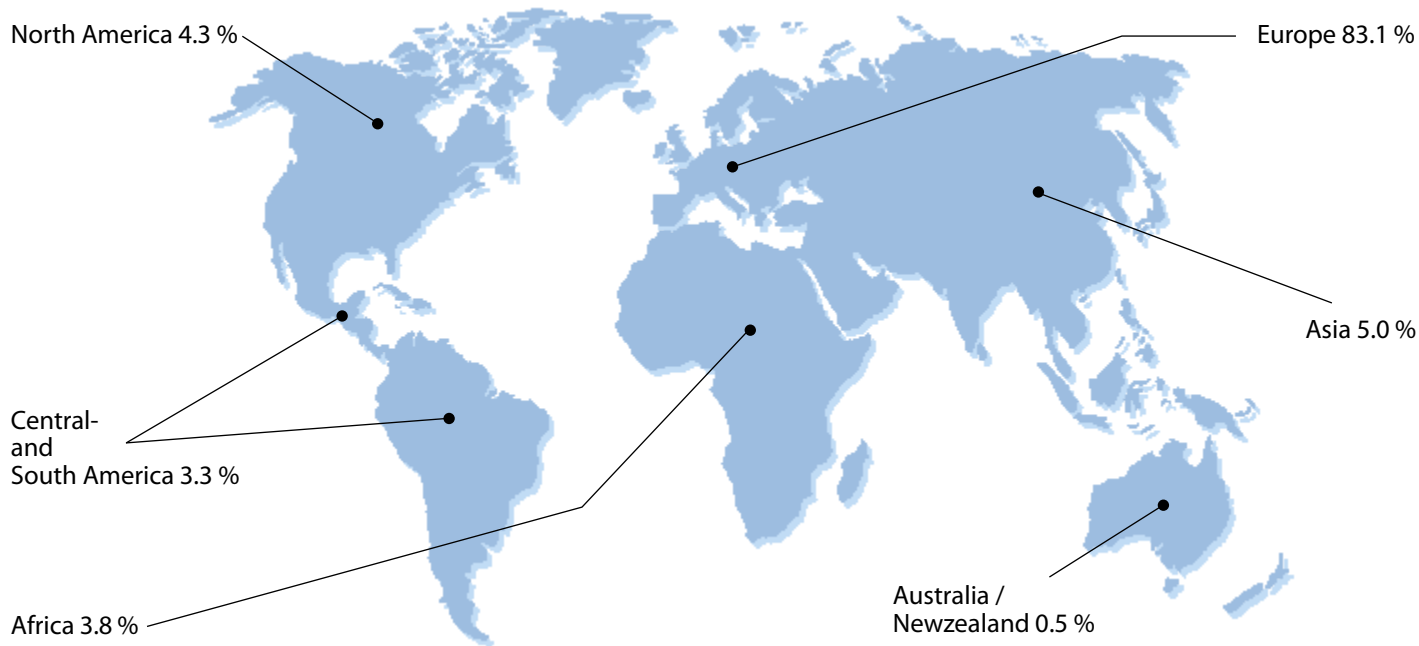 North America 4.3 %
Europe 83.1 %
Asia 5.0 %
Central-
and
South America 3.3 %
Australia /
Newzealand 0.5 %
Africa 3.8 %